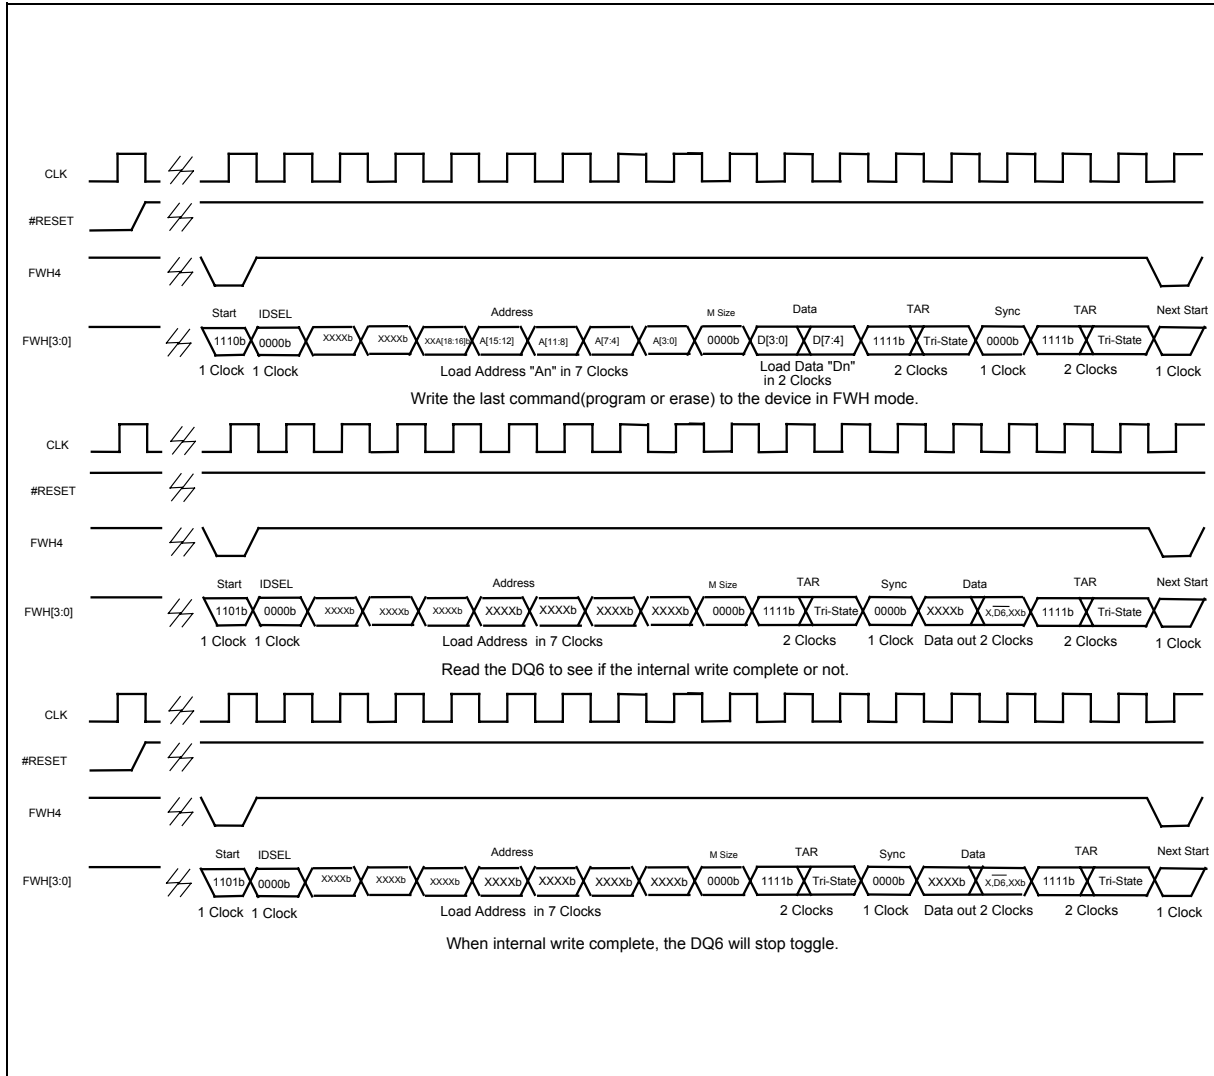 CLK
#RESET
FWH4
Start IDSEL Address M Size Data TAR Sync TAR Next Start
FWH[3:0] 1110b 0000b XXXXb XXXXb XXA[18:16]b A[15:12] A[11:8] A[7:4] A[3:0] 0000b D[3:0] D[7:4] 1111b Tri-State 0000b 1111b Tri-State
1 Clock 1 Clock Load Address "An" in 7 Clocks Load Data "Dn" in 2 Clocks 2 Clocks 1 Clock 2 Clocks 1 Clock
Write the last command(program or erase) to the device in FWH mode.
CLK
#RESET
FWH4
Start IDSEL Address M Size TAR Sync Data TAR Next Start
FWH[3:0] 1101b 0000b XXXXb XXXXb XXXXb XXXXb XXXXb XXXXb XXXXb 0000b 1111b Tri-State 0000b XXXXb X,D6,XXb 1111b Tri-State
1 Clock 1 Clock Load Address in 7 Clocks 2 Clocks 1 Clock Data out 2 Clocks 2 Clocks 1 Clock
Read the DQ6 to see if the internal write complete or not.
CLK
#RESET
FWH4
Start IDSEL Address M Size TAR Sync Data TAR Next Start
FWH[3:0] 1101b 0000b XXXXb XXXXb XXXXb XXXXb XXXXb XXXXb XXXXb 0000b 1111b Tri-State 0000b XXXXb X,D6,XXb 1111b Tri-State
1 Clock 1 Clock Load Address in 7 Clocks 2 Clocks 1 Clock Data out 2 Clocks 2 Clocks 1 Clock
When internal write complete, the DQ6 will stop toggle.